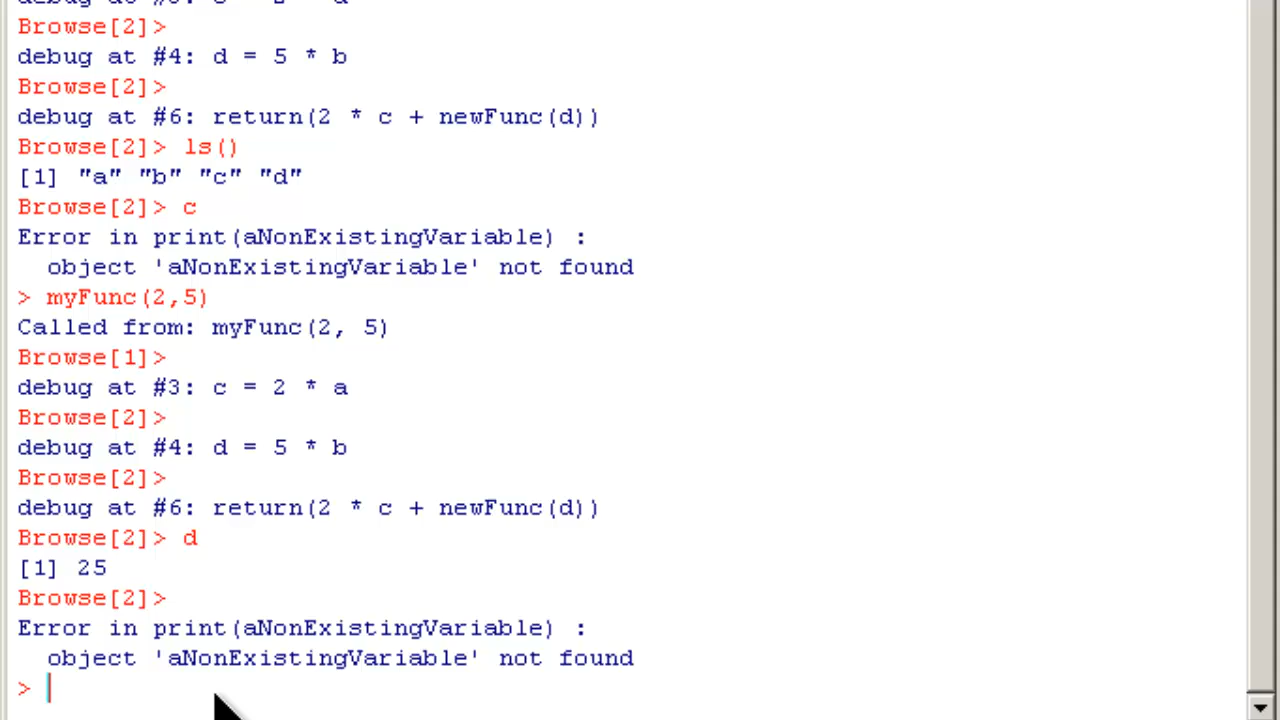 Browse[2]>
debug at #4: d = 5 * b
Browse[2]>
debug at #6: return(2 * c + newFunc(d))
Browse[2]> ls()
[1] "a" "b" "c" "d"
Browse[2]> c
Error in print(aNonExistingVariable) :
  object 'aNonExistingVariable' not found
> myFunc(2,5)
Called from: myFunc(2, 5)
Browse[1]>
debug at #3: c = 2 * a
Browse[2]>
debug at #4: d = 5 * b
Browse[2]>
debug at #6: return(2 * c + newFunc(d))
Browse[2]> d
[1] 25
Browse[2]>
Error in print(aNonExistingVariable) :
  object 'aNonExistingVariable' not found
>